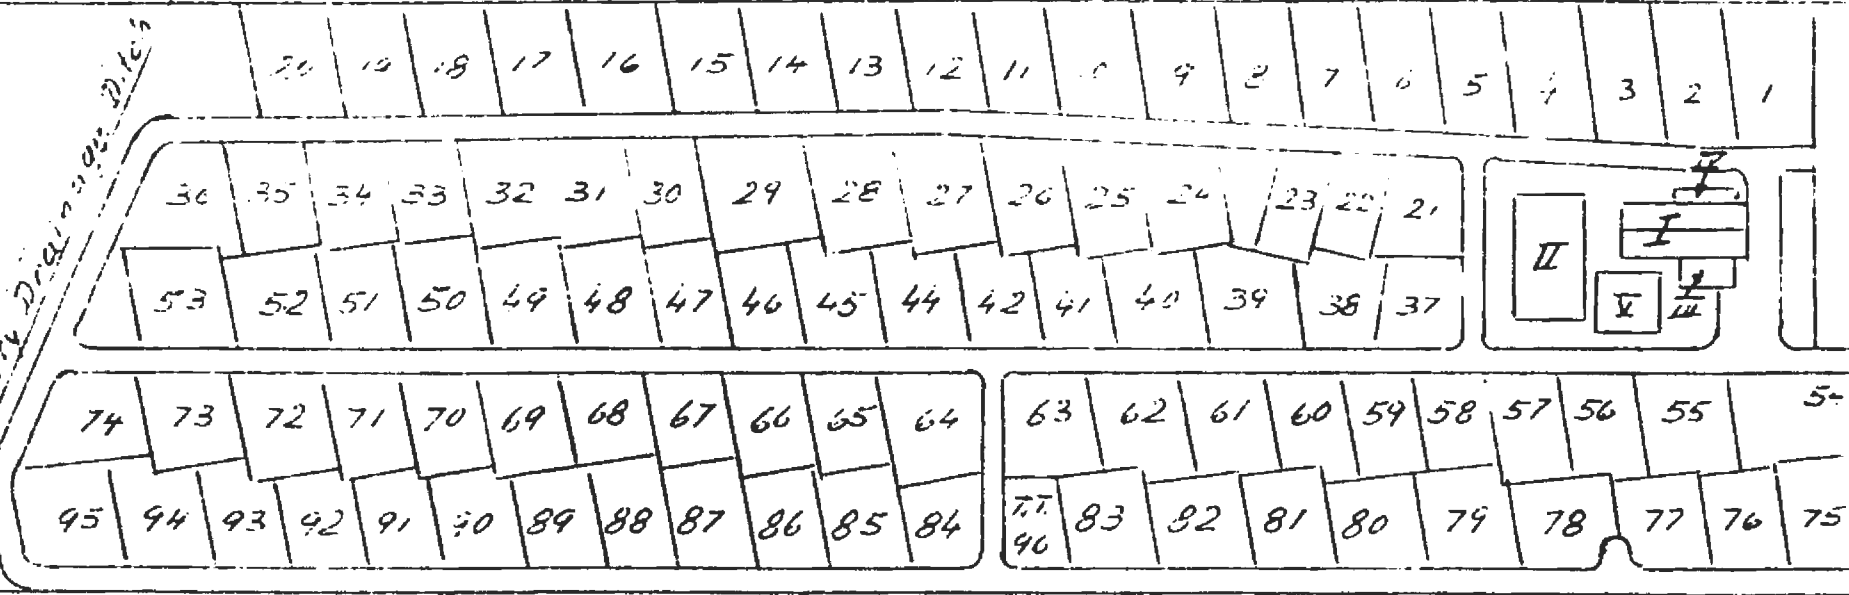 20 19 18 17 16 15 14 13 12 11 9 8 7 6 5 4 3 2 1
Drainage Ditch
36 35 34 33 32 31 30 29 28 27 26 25 24 23 22 21
IV
I
II
V
III
53 52 51 50 49 48 47 46 45 44 42 41 40 39 38 37
74 73 72 71 70 69 68 67 66 65 64 63 62 61 60 59 58 57 56 55
95 94 93 92 91 90 89 88 87 86 85 84
T.T.
96
83 82 81 80 79 78 77 76 75